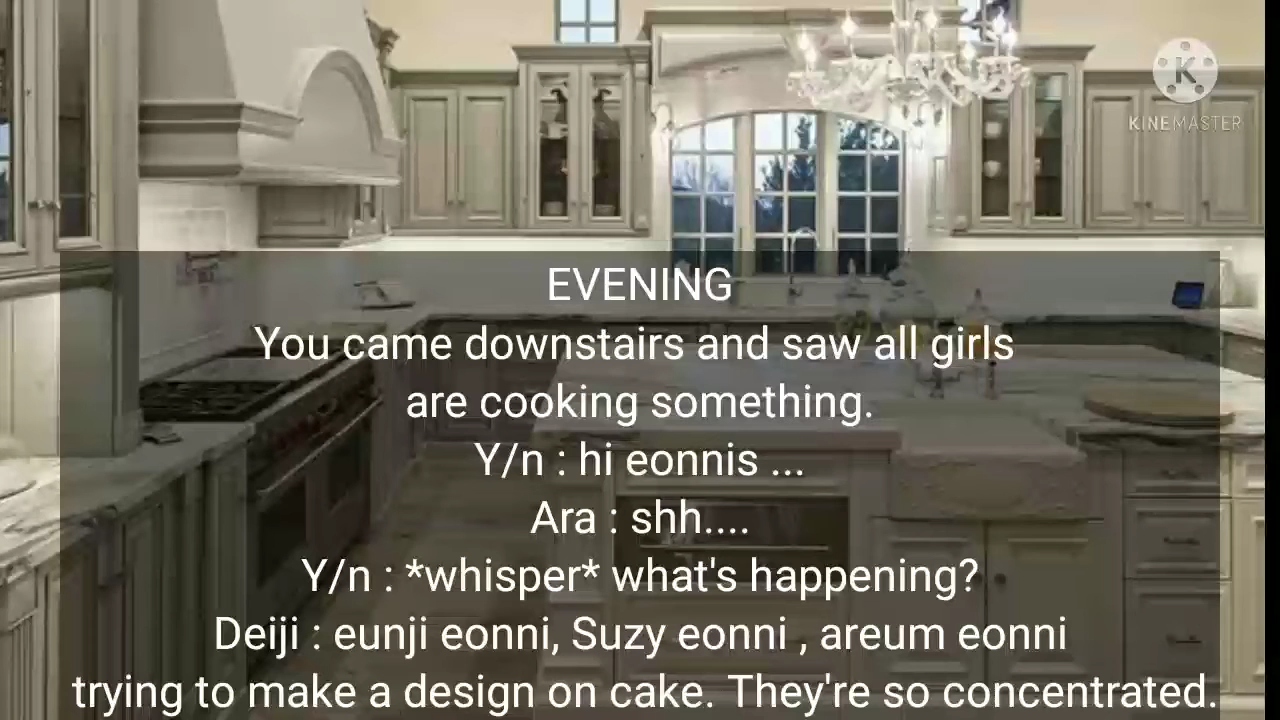 K
KINEMASTER
EVENING
You came downstairs and saw all girls
are cooking something.
Y/n : hi eonnis ...
Ara : shh....
Y/n : *whisper* what's happening?
Deiji : eunji eonni, Suzy eonni , areum eonni
trying to make a design on cake. They're so concentrated.